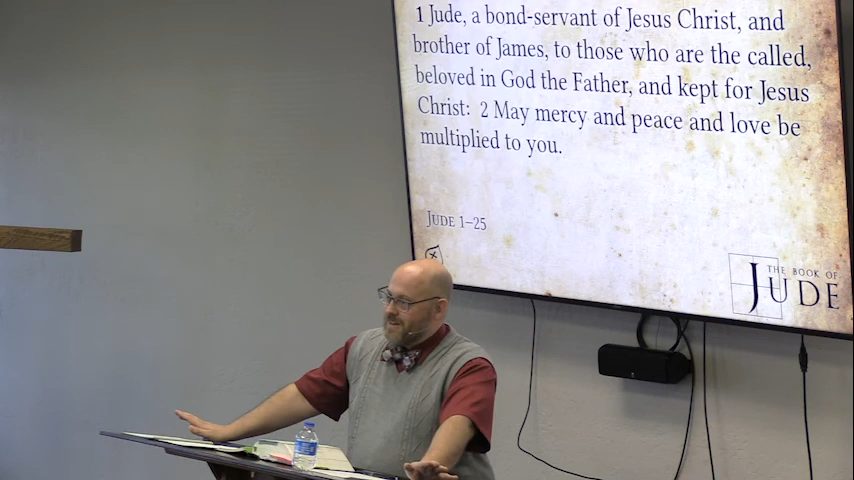 1 Jude, a bond-servant of Jesus Christ, and
brother of James, to those who are the called,
beloved in God the Father, and kept for Jesus
Christ: 2 May mercy and peace and love be
multiplied to you.
JUDE 1–25
THE BOOK OF
JUDE